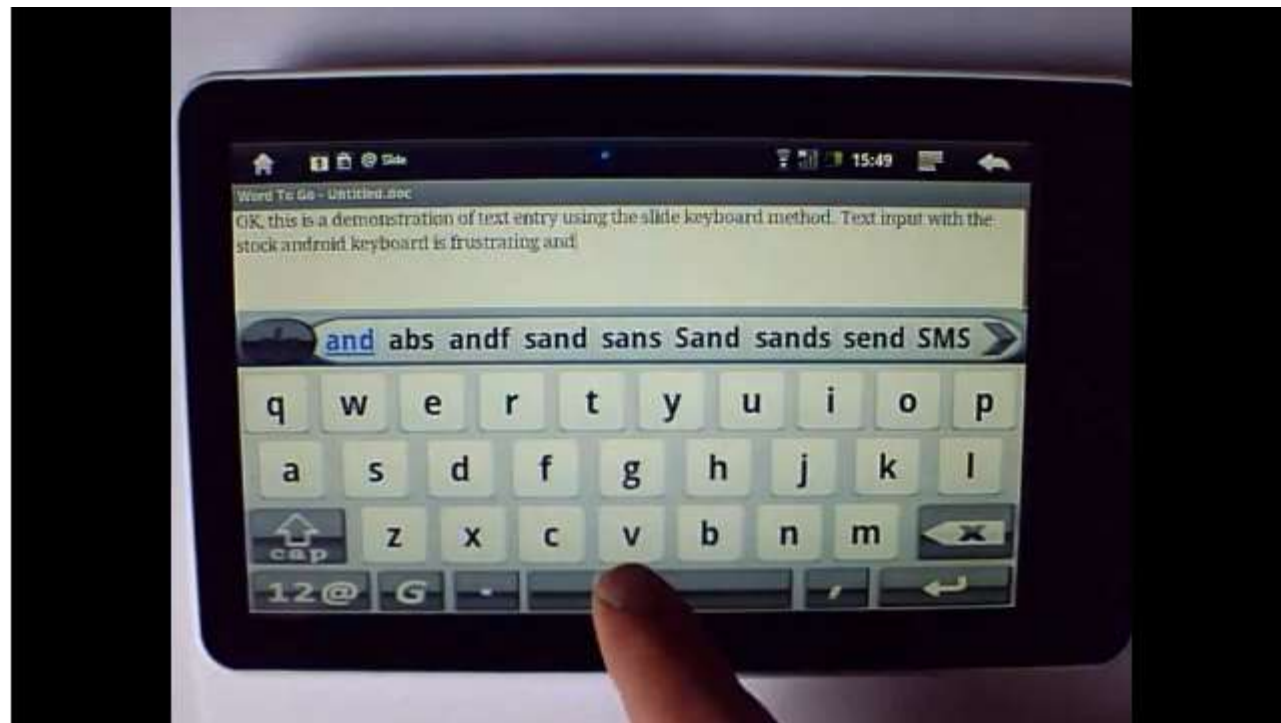 @ Slide 15:49
Word To Go - Untitled.doc
OK, this is a demonstration of text entry using the slide keyboard method. Text input with the
stock android keyboard is frustrating and
and abs andf sand sans Sand sands send SMS
q w e r t y u i o p
a s d f g h j k l
cap z x c v b n m x
12@ G . ,